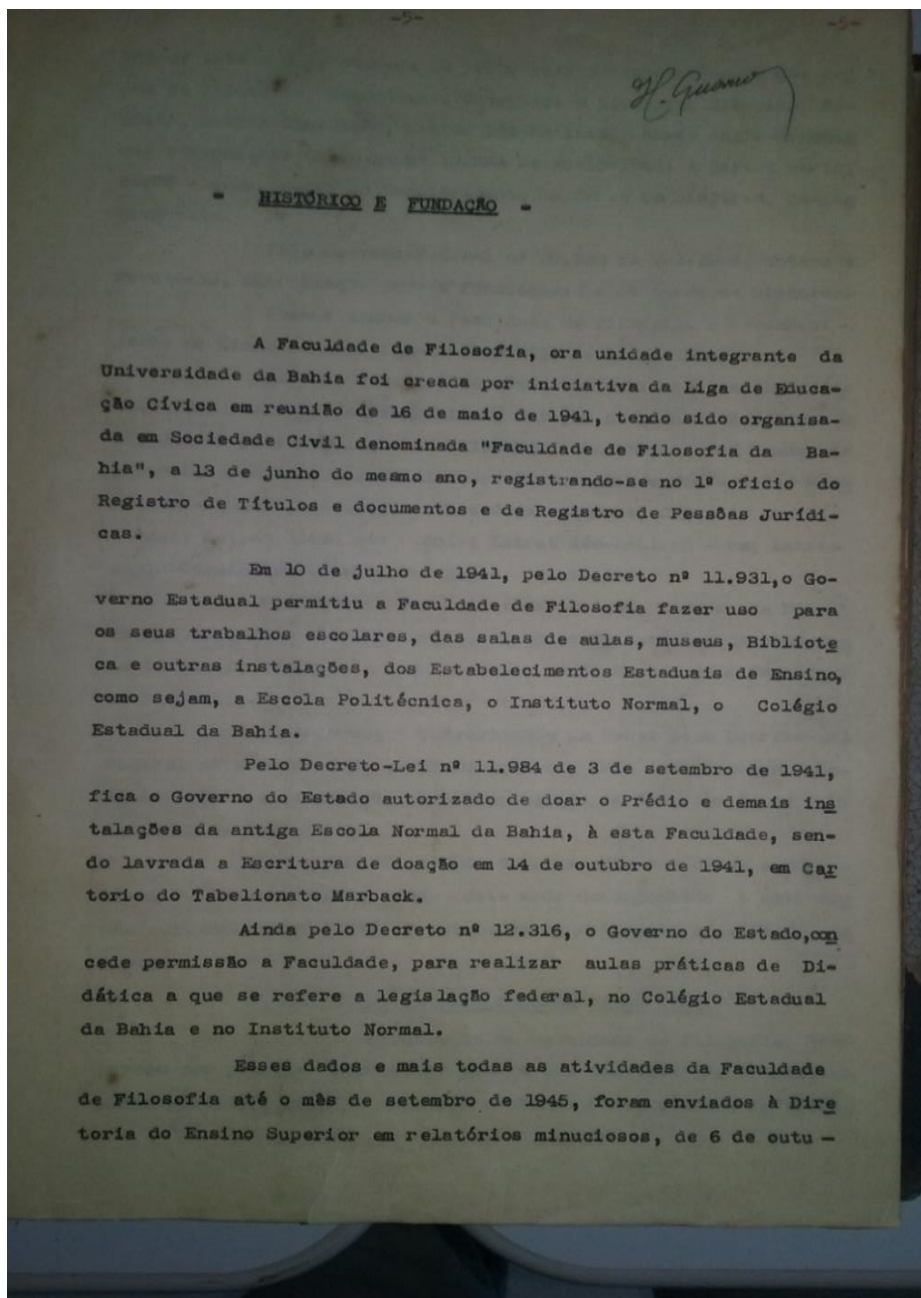 -5-
-5-
- HISTÓRICO E FUNDAÇÃO -
A Faculdade de Filosofia, ora unidade integrante da
Universidade da Bahia foi creada por iniciativa da Liga de Educa-
ção Cívica em reunião de 16 de maio de 1941, tendo sido organisa-
da em Sociedade Civil denominada "Faculdade de Filosofia da Ba-
hia", a 13 de junho do mesmo ano, registrando-se no 1º oficio do
Registro de Títulos e documentos e de Registro de Pessôas Jurídi-
cas.
Em 10 de julho de 1941, pelo Decreto nº 11.931,o Go-
verno Estadual permitiu a Faculdade de Filosofia fazer uso para
os seus trabalhos escolares, das salas de aulas, museus, Bibliote
ca e outras instalações, dos Estabelecimentos Estaduais de Ensino,
como sejam, a Escola Politécnica, o Instituto Normal, o Colégio
Estadual da Bahia.
Pelo Decreto-Lei nº 11.984 de 3 de setembro de 1941,
fica o Governo do Estado autorizado de doar o Prédio e demais ins
talações da antiga Escola Normal da Bahia, à esta Faculdade, sen-
do lavrada a Escritura de doação em 14 de outubro de 1941, em Car
torio do Tabelionato Marback.
Ainda pelo Decreto nº 12.316, o Governo do Estado,con
cede permissão a Faculdade, para realizar aulas práticas de Di-
dática a que se refere a legislação federal, no Colégio Estadual
da Bahia e no Instituto Normal.
Esses dados e mais todas as atividades da Faculdade
de Filosofia até o mês de setembro de 1945, foram enviados à Dire
toria do Ensino Superior em relatórios minuciosos, de 6 de outu -